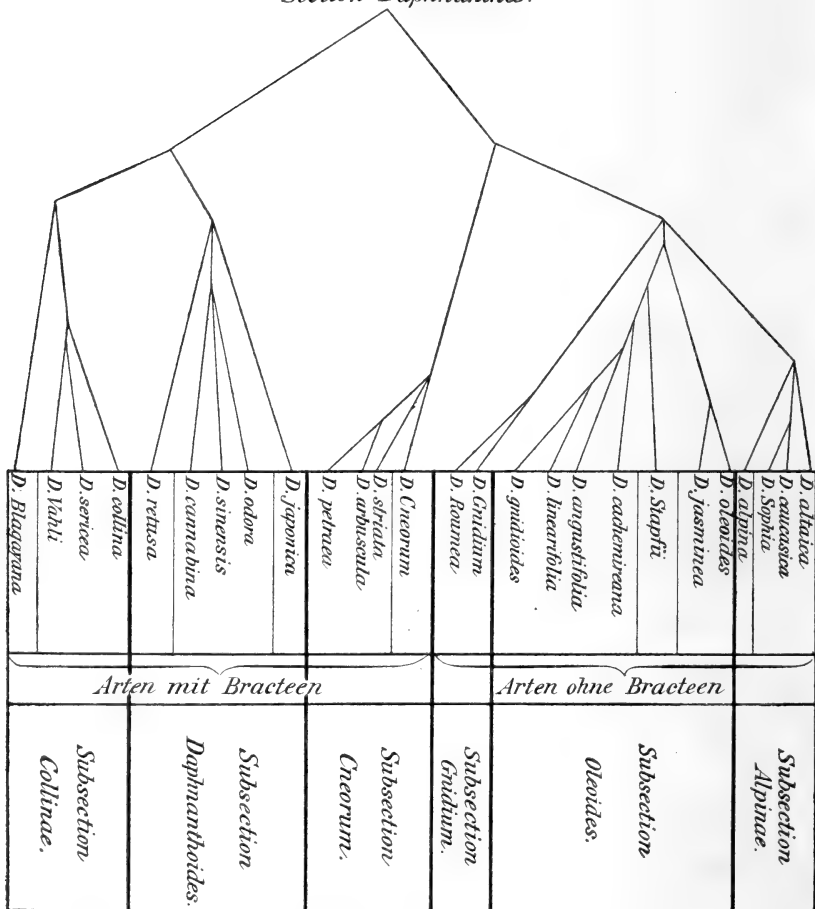 D. Blagayana
D. Vahli
D. sericea
D. collina
D. retusa
D. cannabina
D. sinensis
D. odora
D. japonica
D. petraea
D. arbuscula
D. striata
D. Cneorum
D. Roumea
D. Gnidium
D. gnidioides
D. linearifolia
D. angustifolia
D. cachemireana
D. Stapfii
D. jasminea
D. oleoides
D. alpina
D. Sophia
D. caucasica
D. altaica
Arten mit Bracteen
Arten ohne Bracteen
Subsection
Collinae.
Subsection
Daphnanthoides.
Subsection
Cneorum.
Subsection
Gnidium.
Subsection
Oleoides.
Subsection
Alpinae.